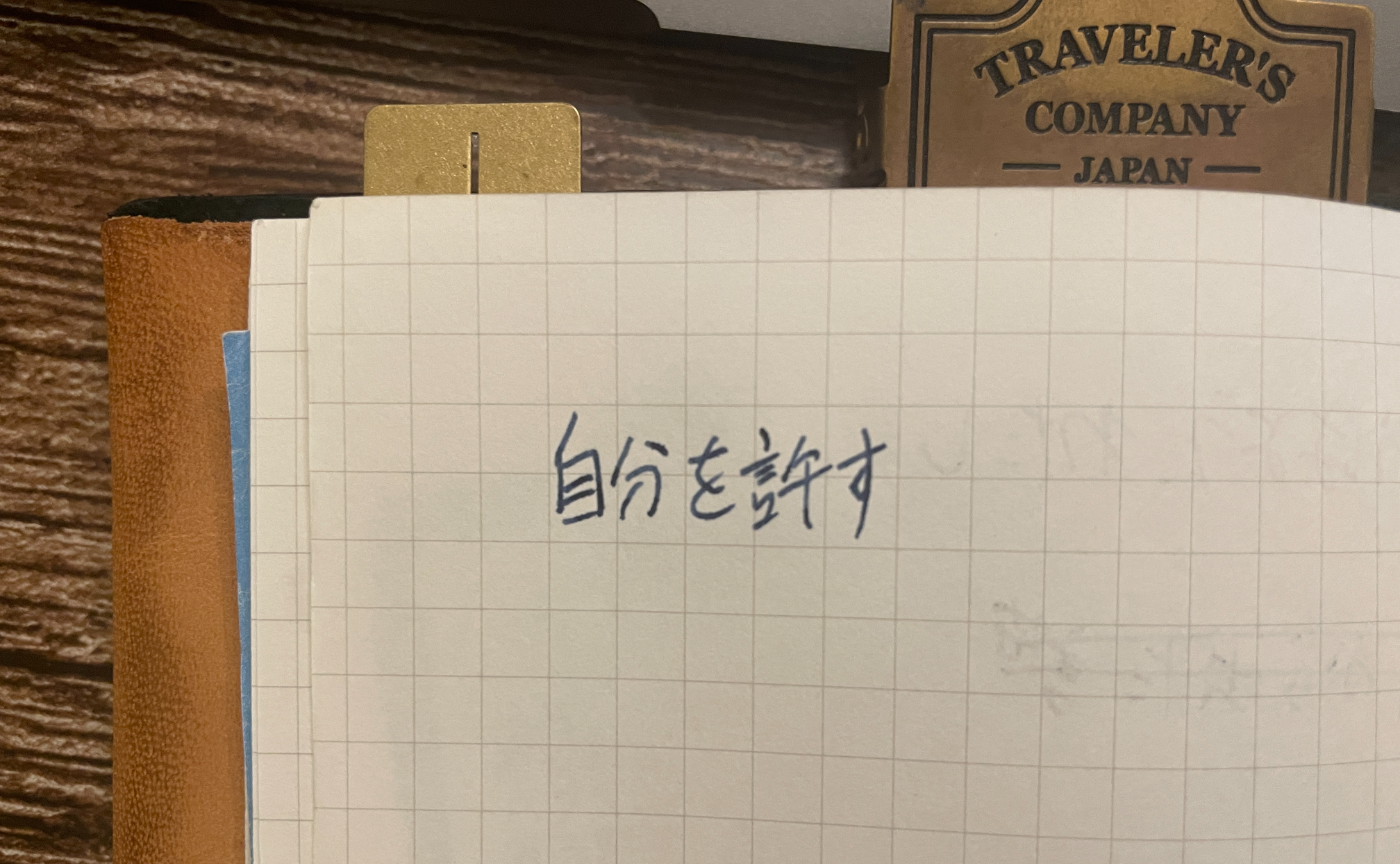 TRAVELER'S
COMPANY
JAPAN
自分を許す